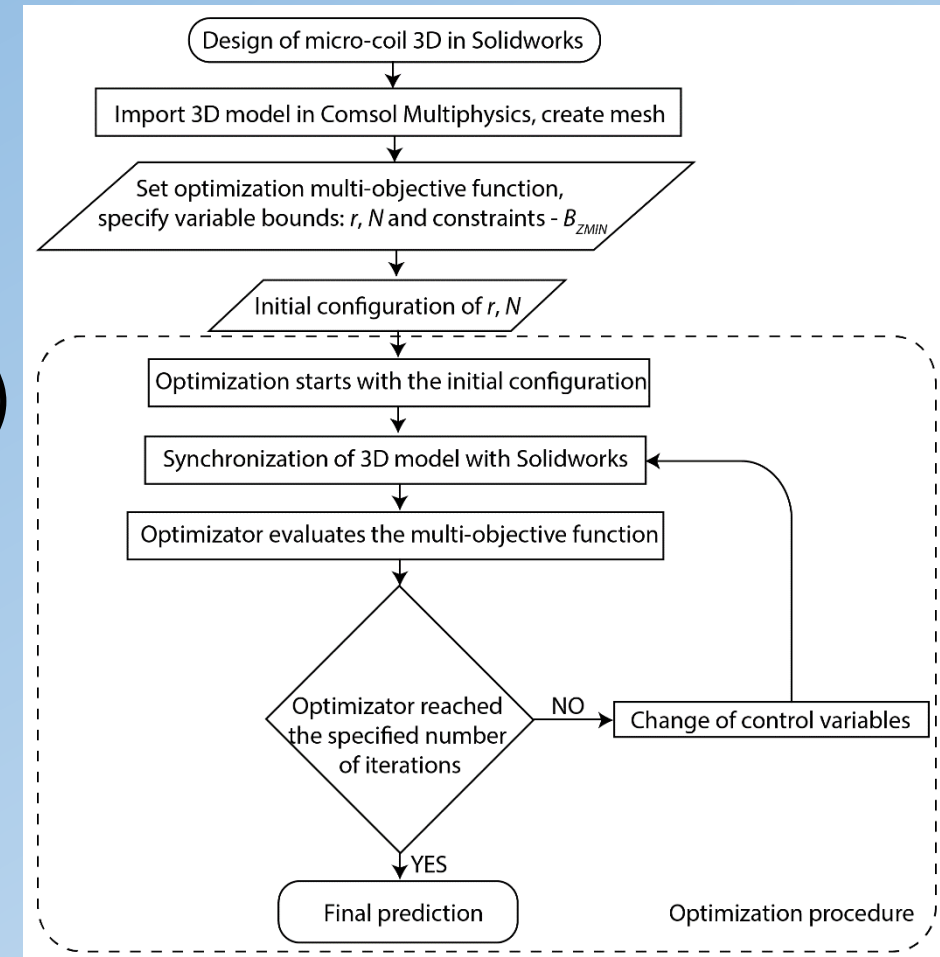 Design of micro-coil 3D in Solidworks
Import 3D model in Comsol Multiphysics, create mesh
Set optimization multi-objective function,
specify variable bounds: r, N and constraints - BZMIN
Initial configuration of r, N
Optimization starts with the initial configuration
Synchronization of 3D model with Solidworks
Optimizator evaluates the multi-objective function
Optimizator reached
the specified number
of iterations
NO
Change of control variables
YES
Final prediction
Optimization procedure